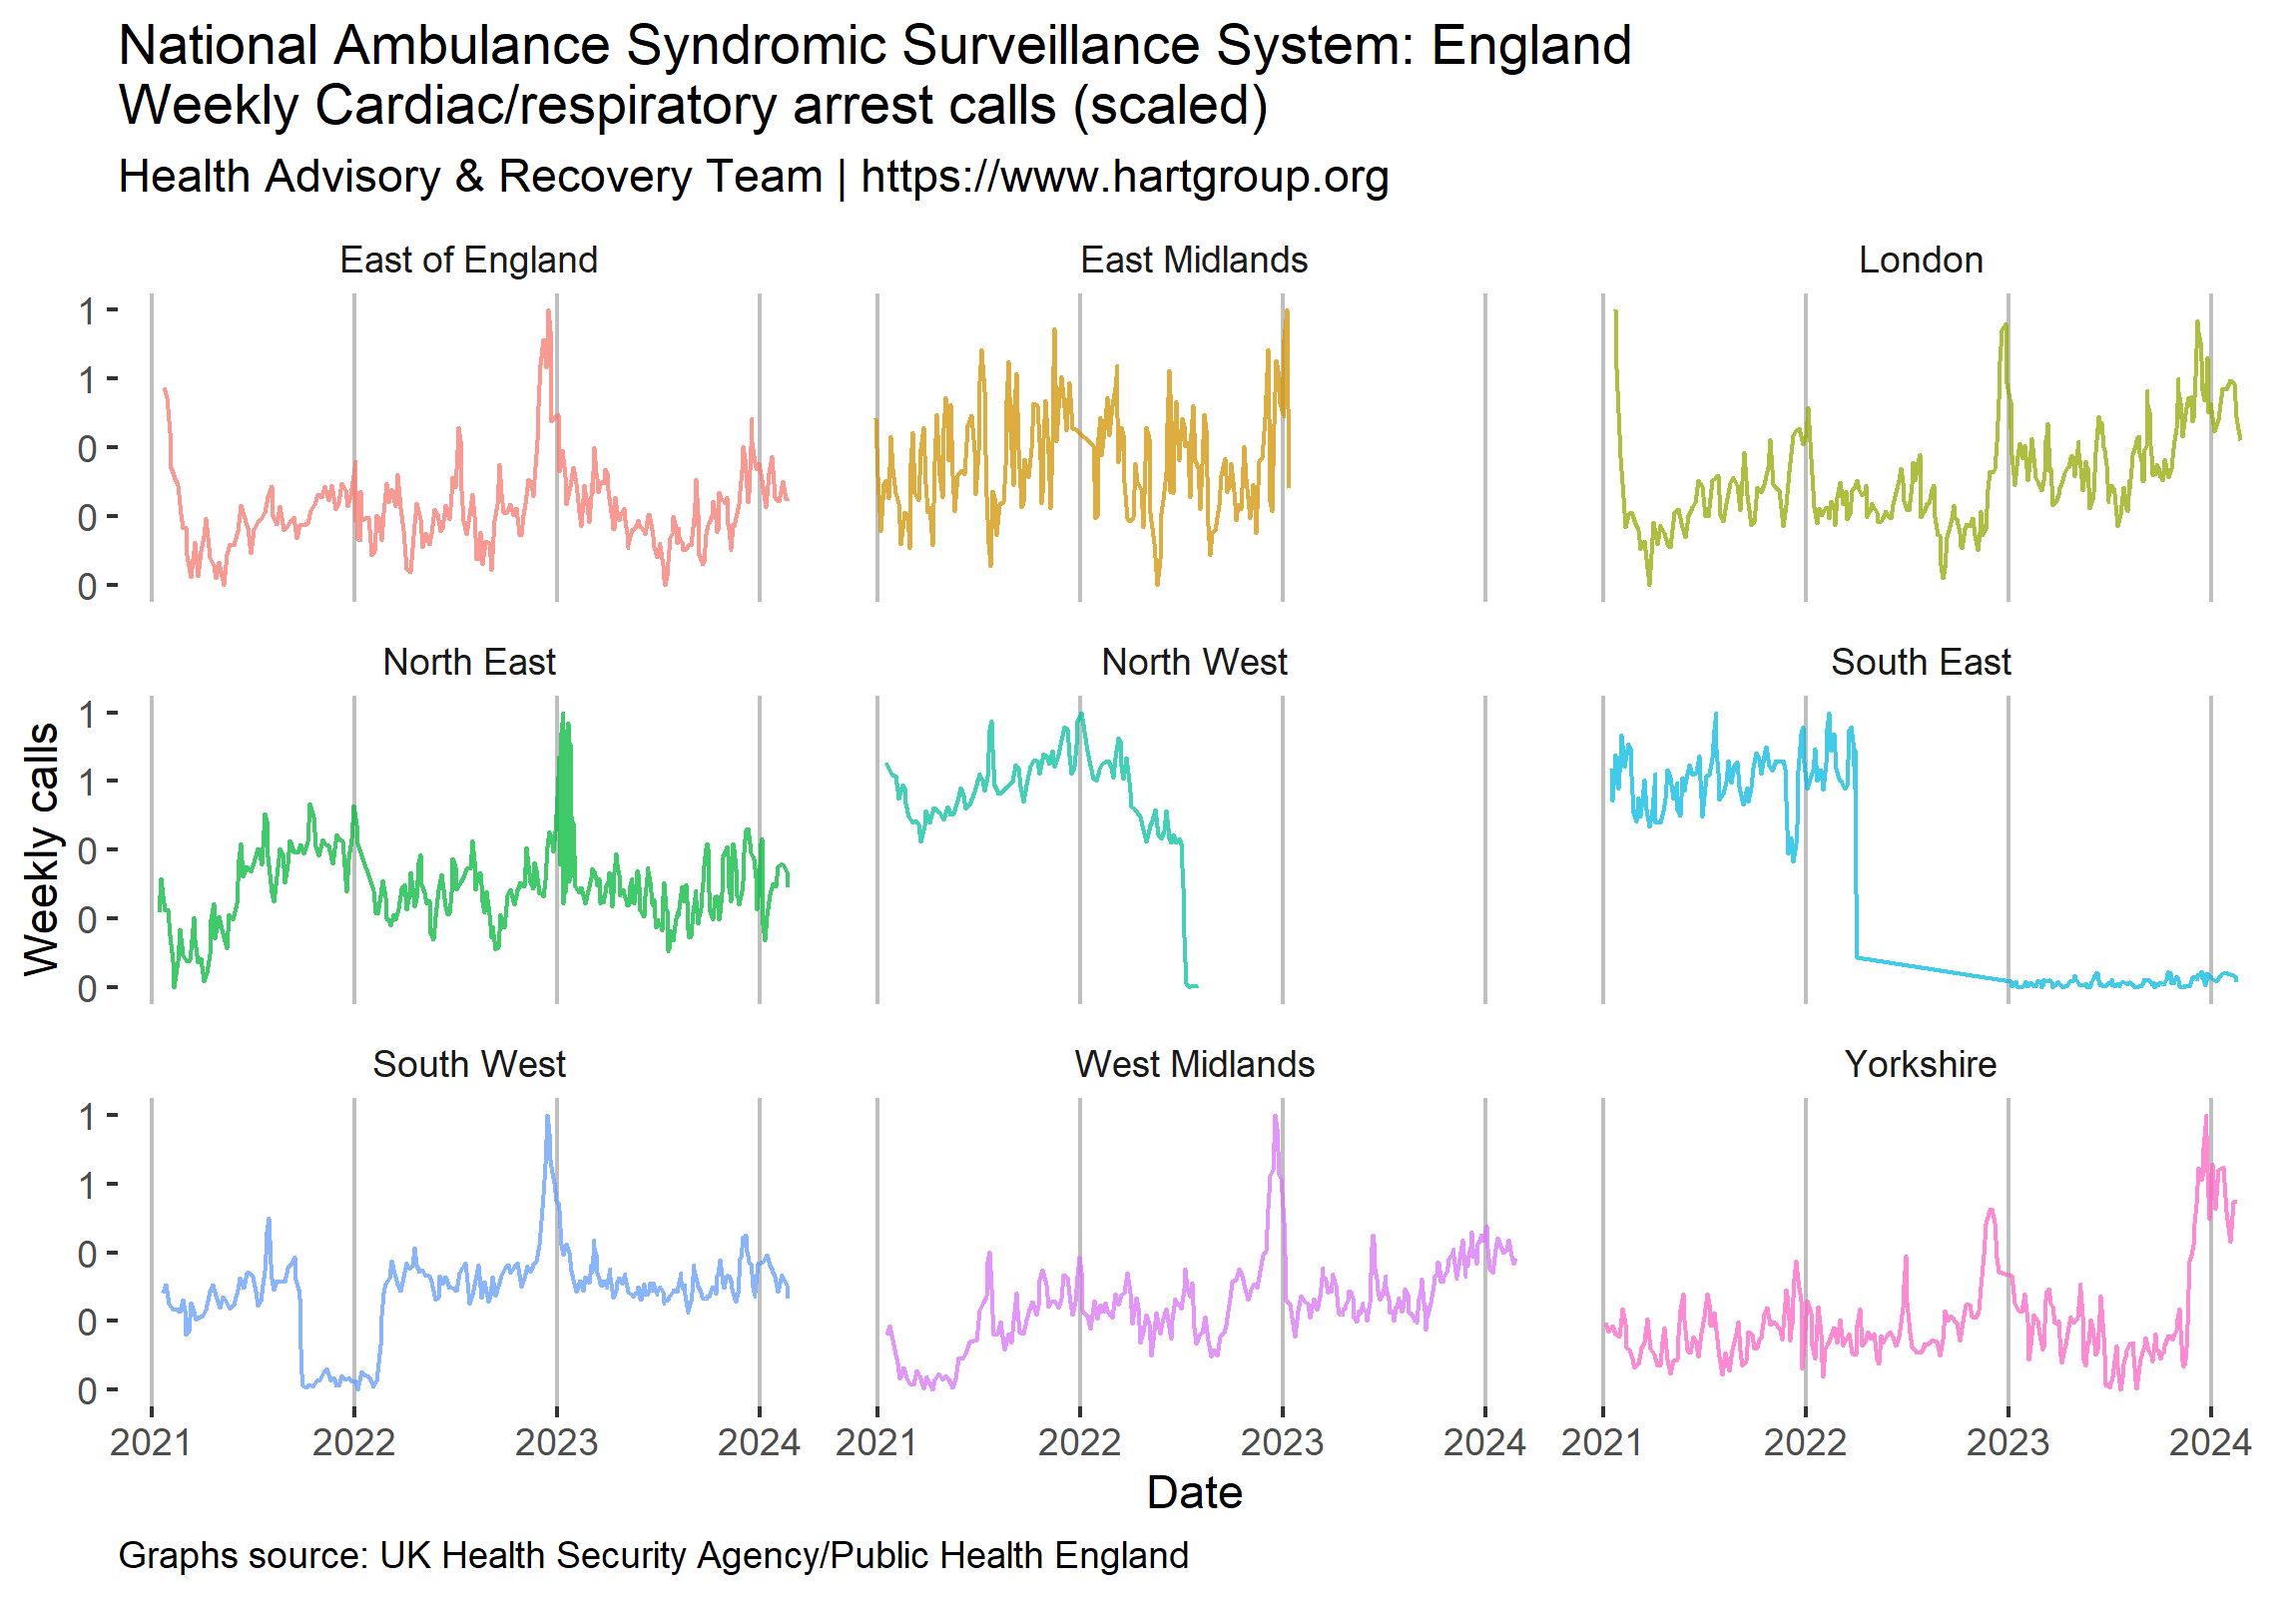 National Ambulance Syndromic Surveillance System: England
Weekly Cardiac/respiratory arrest calls (scaled)
Health Advisory & Recovery Team | https://www.hartgroup.org
East of England
East Midlands
London
1
1
0
0
0
North East
North West
South East
1
1
0
0
0
Weekly calls
South West
West Midlands
Yorkshire
1
1
0
0
0
2021 2022 2023 2024 2021 2022 2023 2024 2021 2022 2023 2024
Date
Graphs source: UK Health Security Agency/Public Health England